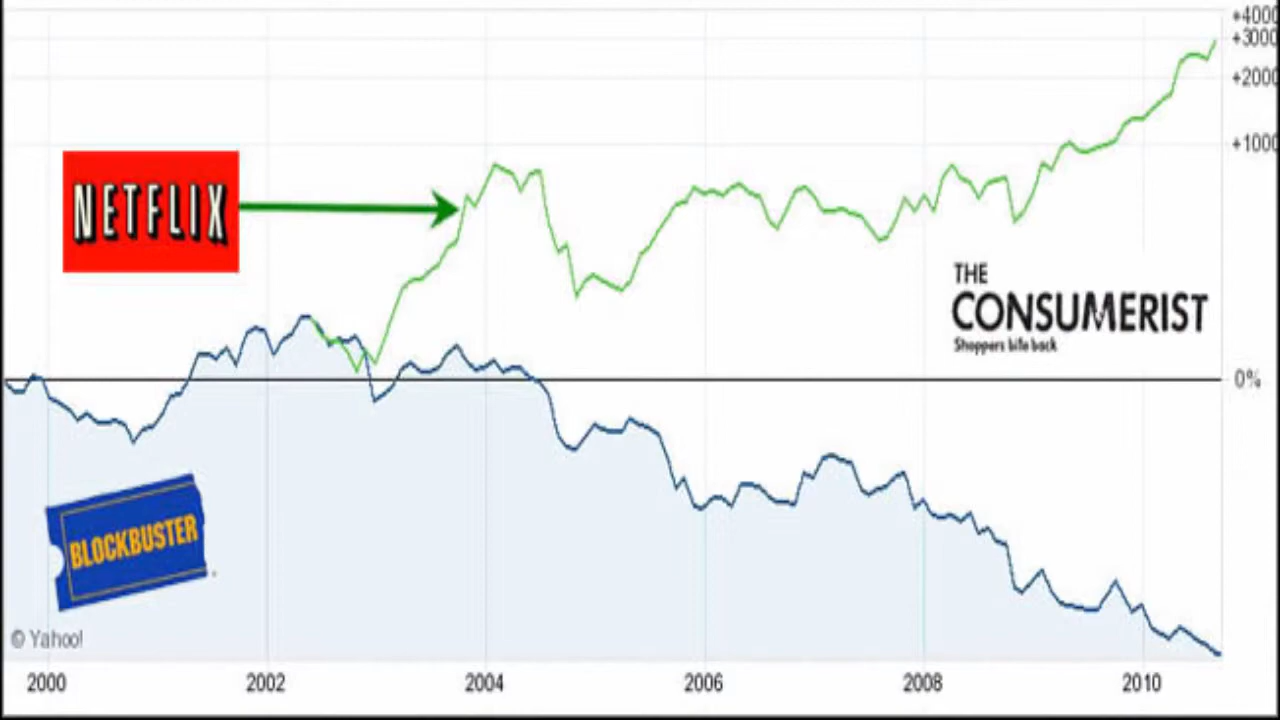 +4000
+3000
+2000
+1000
NETFLIX
THE
CONSUMERIST
Shoppers bite back
0%
BLOCKBUSTER
© Yahoo!
2000 2002 2004 2006 2008 2010